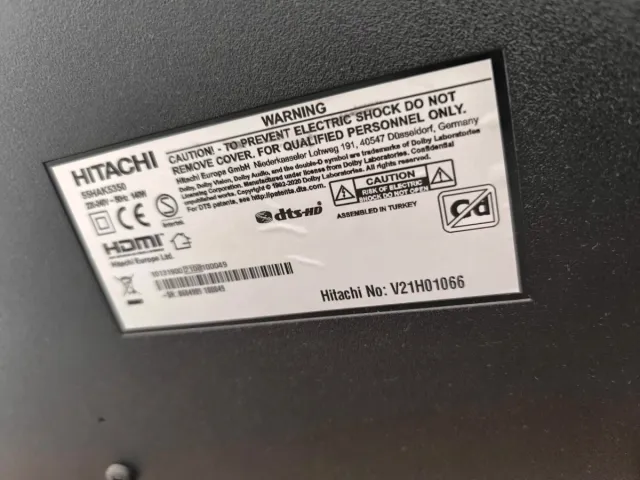 WARNING
HITACHI
55HAK5350
220-240V ~ 50Hz 140W
CAUTION! - TO PREVENT ELECTRIC SHOCK DO NOT
REMOVE COVER. FOR QUALIFIED PERSONNEL ONLY.
Hitachi Europe GmbH Niederkasseler Lohweg 191, 40547 Düsseldorf, Germany
Dolby, Dolby Vision, Dolby Audio, and the double-D symbol are trademarks of Dolby Laboratories
Licensing Corporation. Manufactured under license from Dolby Laboratories. Confidential
unpublished works. Copyright © 1992-2020 Dolby Laboratories. All rights reserved.
For DTS patents, see http://patents.dts.com.
CE
HDMI
Hitachi Europe Ltd.
dts-HD
CAUTION
RISK OF ELECTRIC
SHOCK DO NOT OPEN
ASSEMBLED IN TURKEY
Cd
Hitachi No: V21H01066